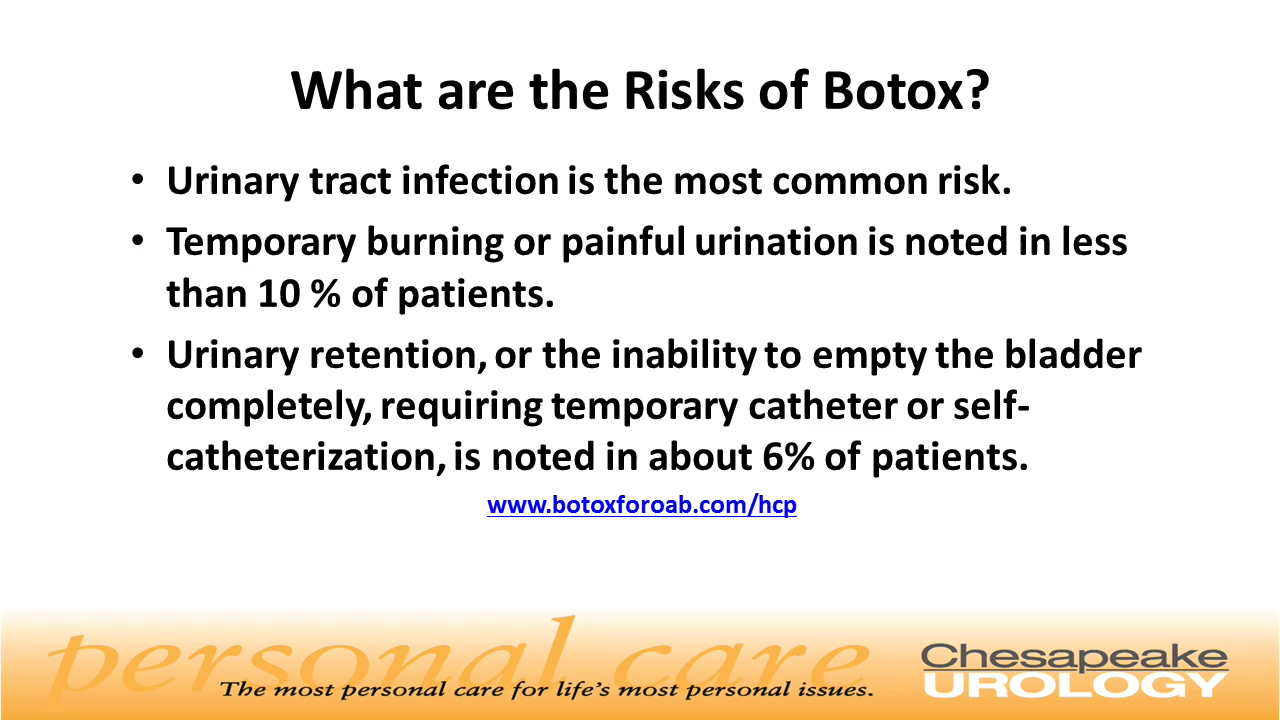 What are the Risks of Botox?
• Urinary tract infection is the most common risk.
• Temporary burning or painful urination is noted in less
than 10 % of patients.
• Urinary retention, or the inability to empty the bladder
completely, requiring temporary catheter or self-
catheterization, is noted in about 6% of patients.
www.botoxforoab.com/hcp
personal care
The most personal care for life's most personal issues.
Chesapeake
UROLOGY